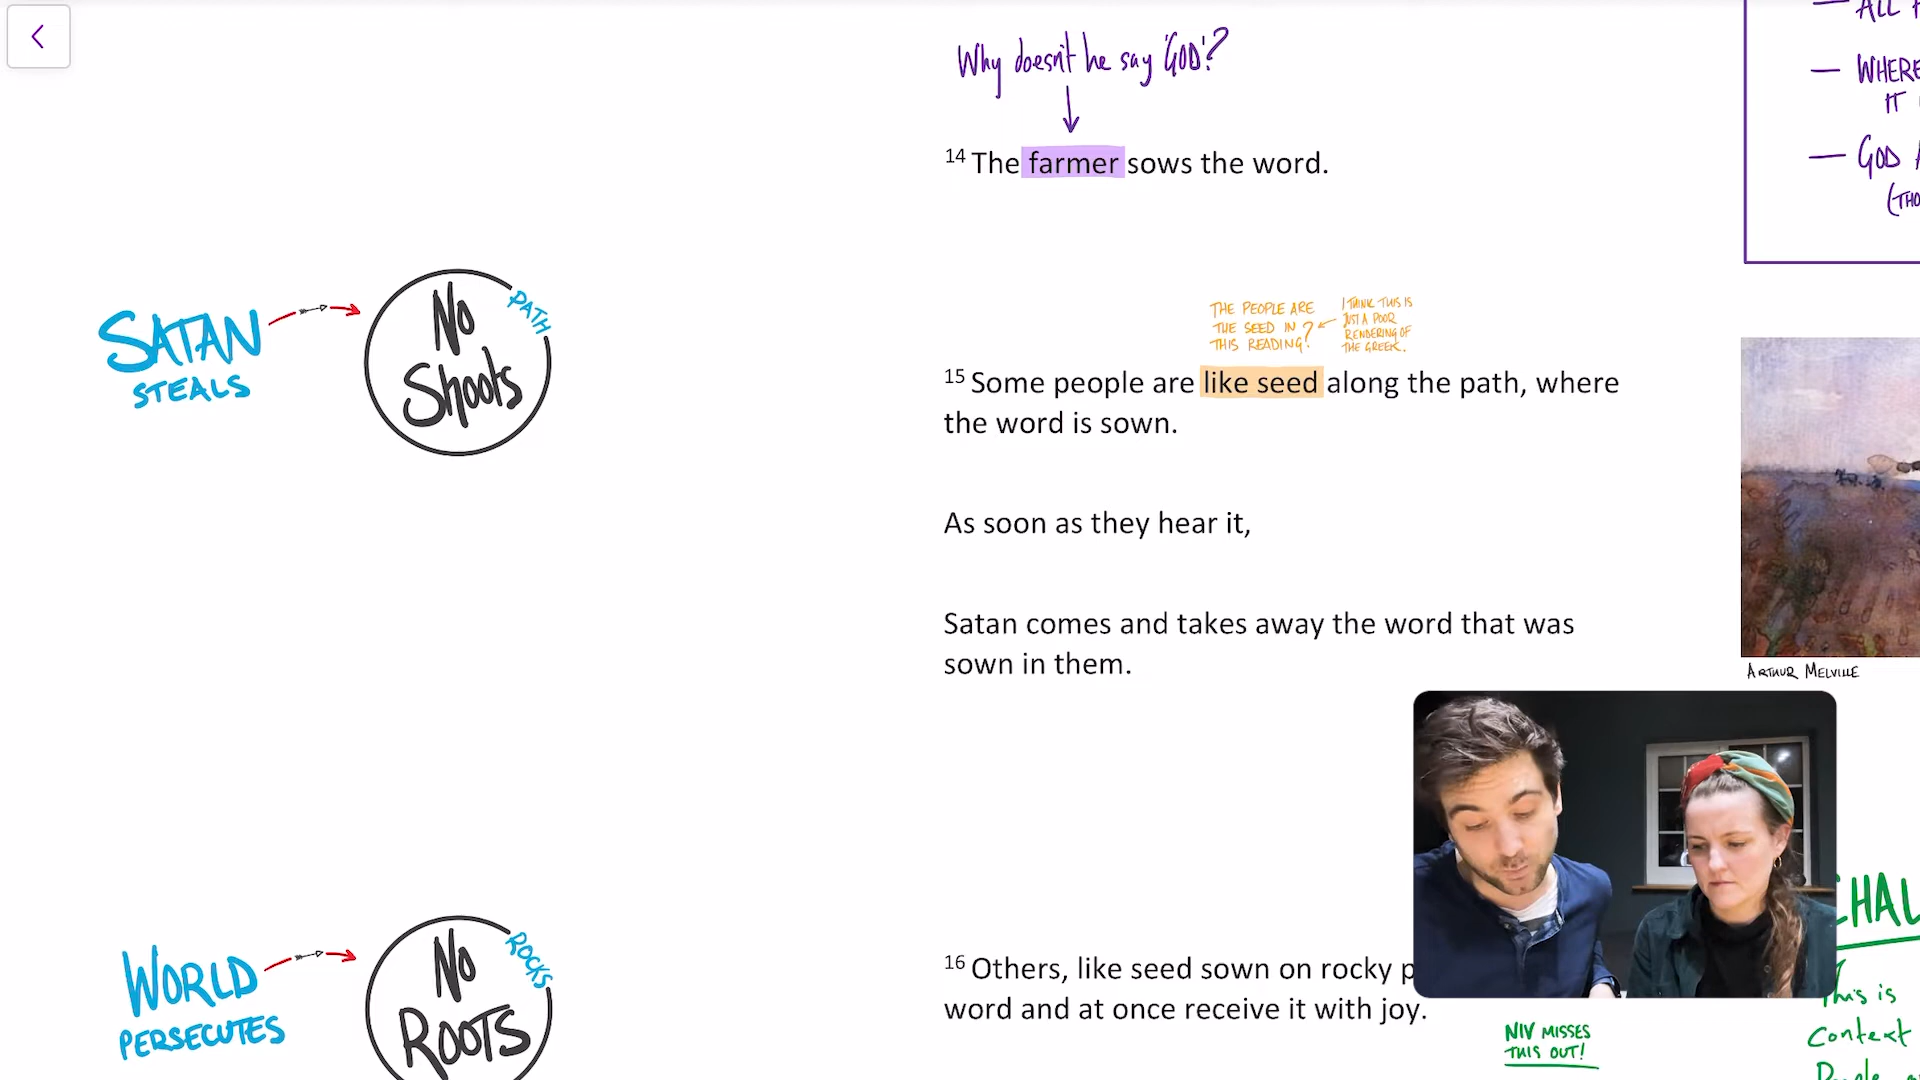 Why doesn't he say 'GOD'?
14 The farmer sows the word.
— WHERE
IT
— GOD
(THO
SATAN
STEALS
No
Shoots
PATH
THE PEOPLE ARE
THE SEED IN
THIS READING?
I THINK THIS IS
JUST A POOR
RENDERING OF
THE GREEK.
15 Some people are like seed along the path, where
the word is sown.
As soon as they hear it,
Satan comes and takes away the word that was
sown in them.
ARTHUR MELVILLE
WORLD
PERSECUTES
No
ROOTS
ROCKS
16 Others, like seed sown on rocky p
word and at once receive it with joy.
NIV MISSES
THIS OUT!
This is
Context